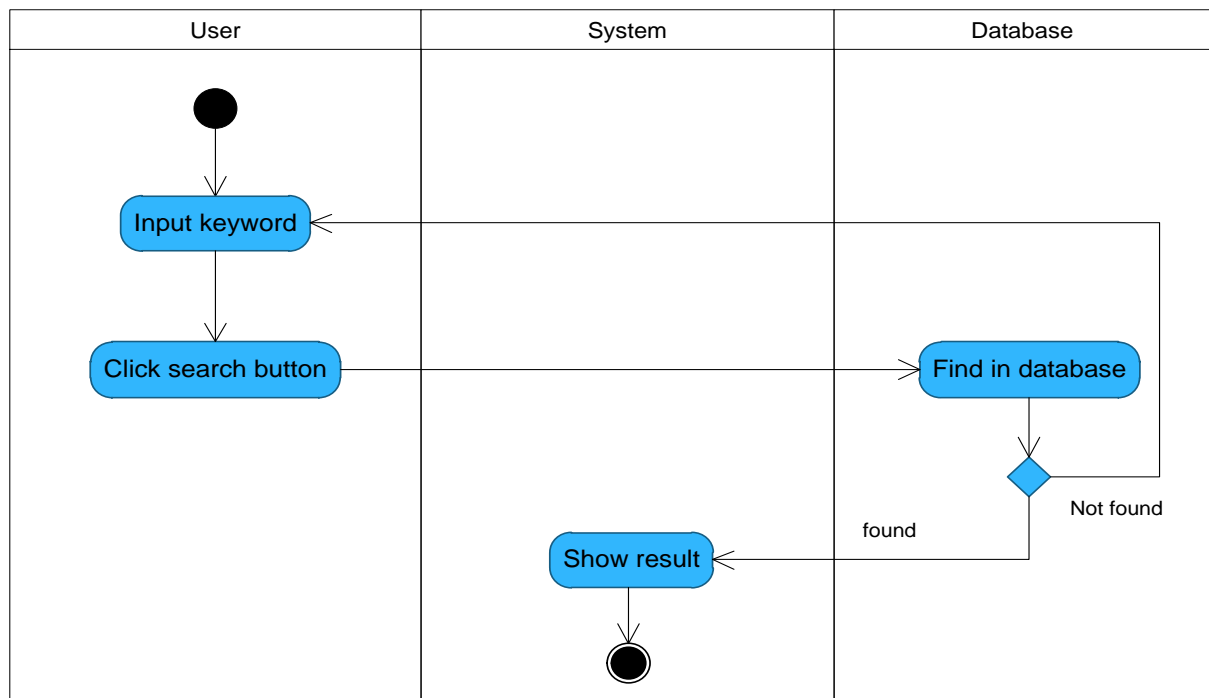 User
System
Database
Input keyword
Click search button
Find in database
Not found
found
Show result